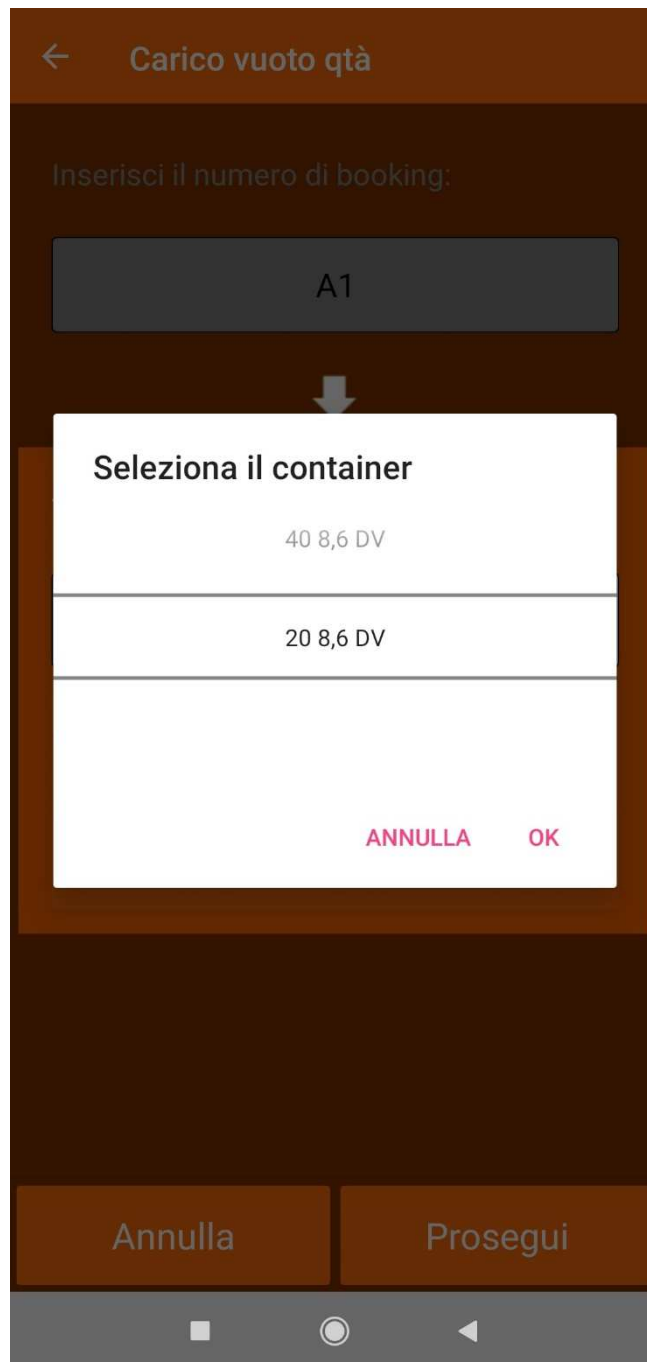 Carico vuoto qtà
Inserisci il numero di booking:
A1
Seleziona il container
40 8,6 DV
20 8,6 DV
ANNULLA OK
Annulla Prosegui